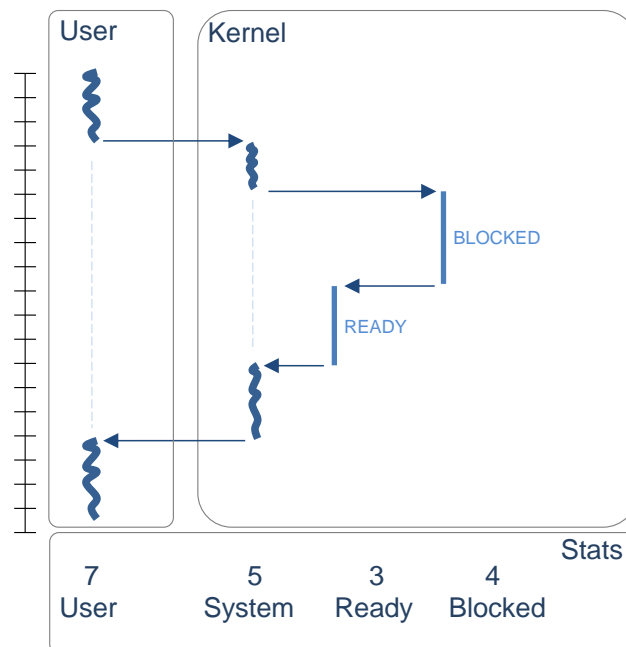 User
Kernel
BLOCKED
READY
Stats
7 5 3 4
User System Ready Blocked